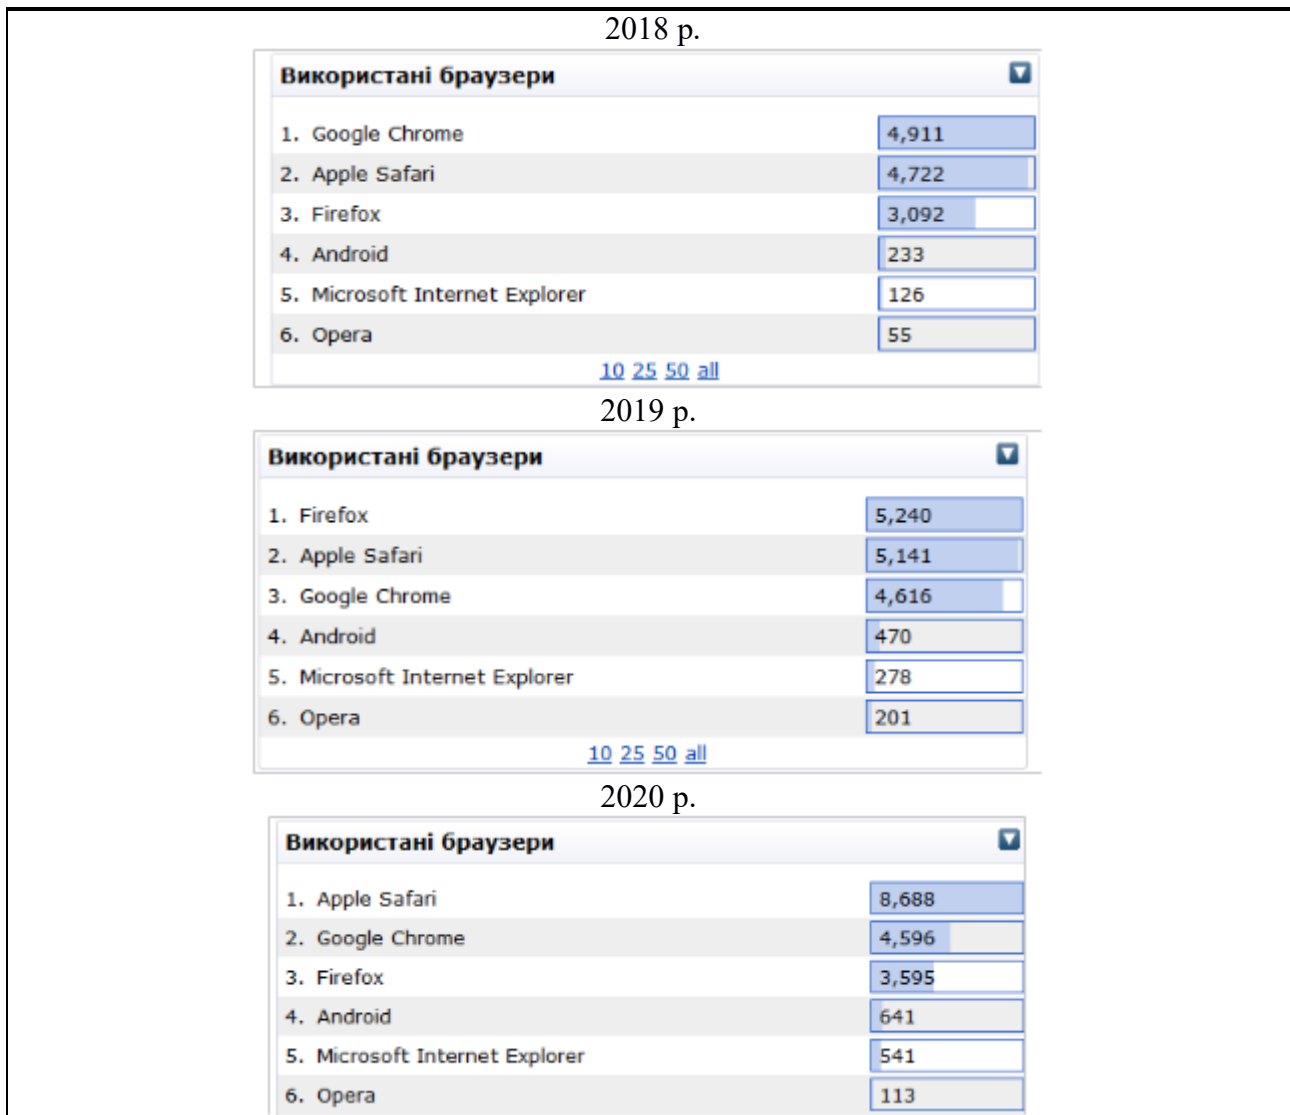 2018 р.
Використані браузери
1. Google Chrome 4,911
2. Apple Safari 4,722
3. Firefox 3,092
4. Android 233
5. Microsoft Internet Explorer 126
6. Opera 55
10 25 50 all
2019 р.
Використані браузери
1. Firefox 5,240
2. Apple Safari 5,141
3. Google Chrome 4,616
4. Android 470
5. Microsoft Internet Explorer 278
6. Opera 201
10 25 50 all
2020 р.
Використані браузери
1. Apple Safari 8,688
2. Google Chrome 4,596
3. Firefox 3,595
4. Android 641
5. Microsoft Internet Explorer 541
6. Opera 113